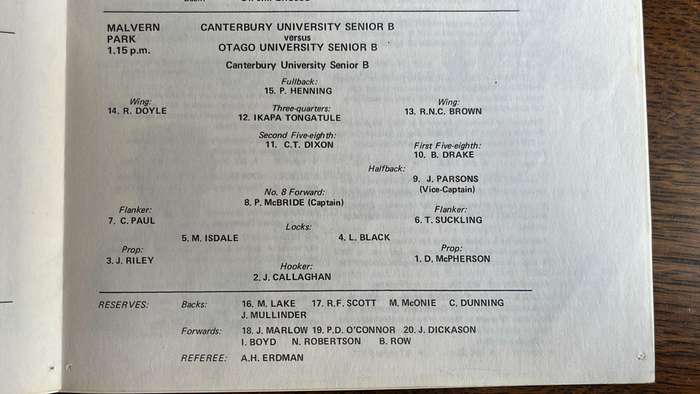 MALVERN PARK 1.15 p.m.
CANTERBURY UNIVERSITY SENIOR B
versus
OTAGO UNIVERSITY SENIOR B
Canterbury University Senior B
Fullback:
15. P. HENNING
Wing:
14. R. DOYLE
Three-quarters:
12. IKAPA TONGATULE
Wing:
13. R.N.C. BROWN
Second Five-eighth:
11. C.T. DIXON
First Five-eighth:
10. B. DRAKE
Halfback:
9. J. PARSONS
(Vice-Captain)
No. 8 Forward:
8. P. McBRIDE (Captain)
Flanker:
7. C. PAUL
Flanker:
6. T. SUCKLING
Locks:
5. M. ISDALE 4. L. BLACK
Prop:
3. J. RILEY
Prop:
1. D. McPHERSON
Hooker:
2. J. CALLAGHAN
RESERVES: Backs: 16. M. LAKE 17. R.F. SCOTT M. McONIE C. DUNNING
J. MULLINDER
Forwards: 18. J. MARLOW 19. P.D. O'CONNOR 20. J. DICKASON
I. BOYD N. ROBERTSON B. ROW
REFEREE: A.H. ERDMAN